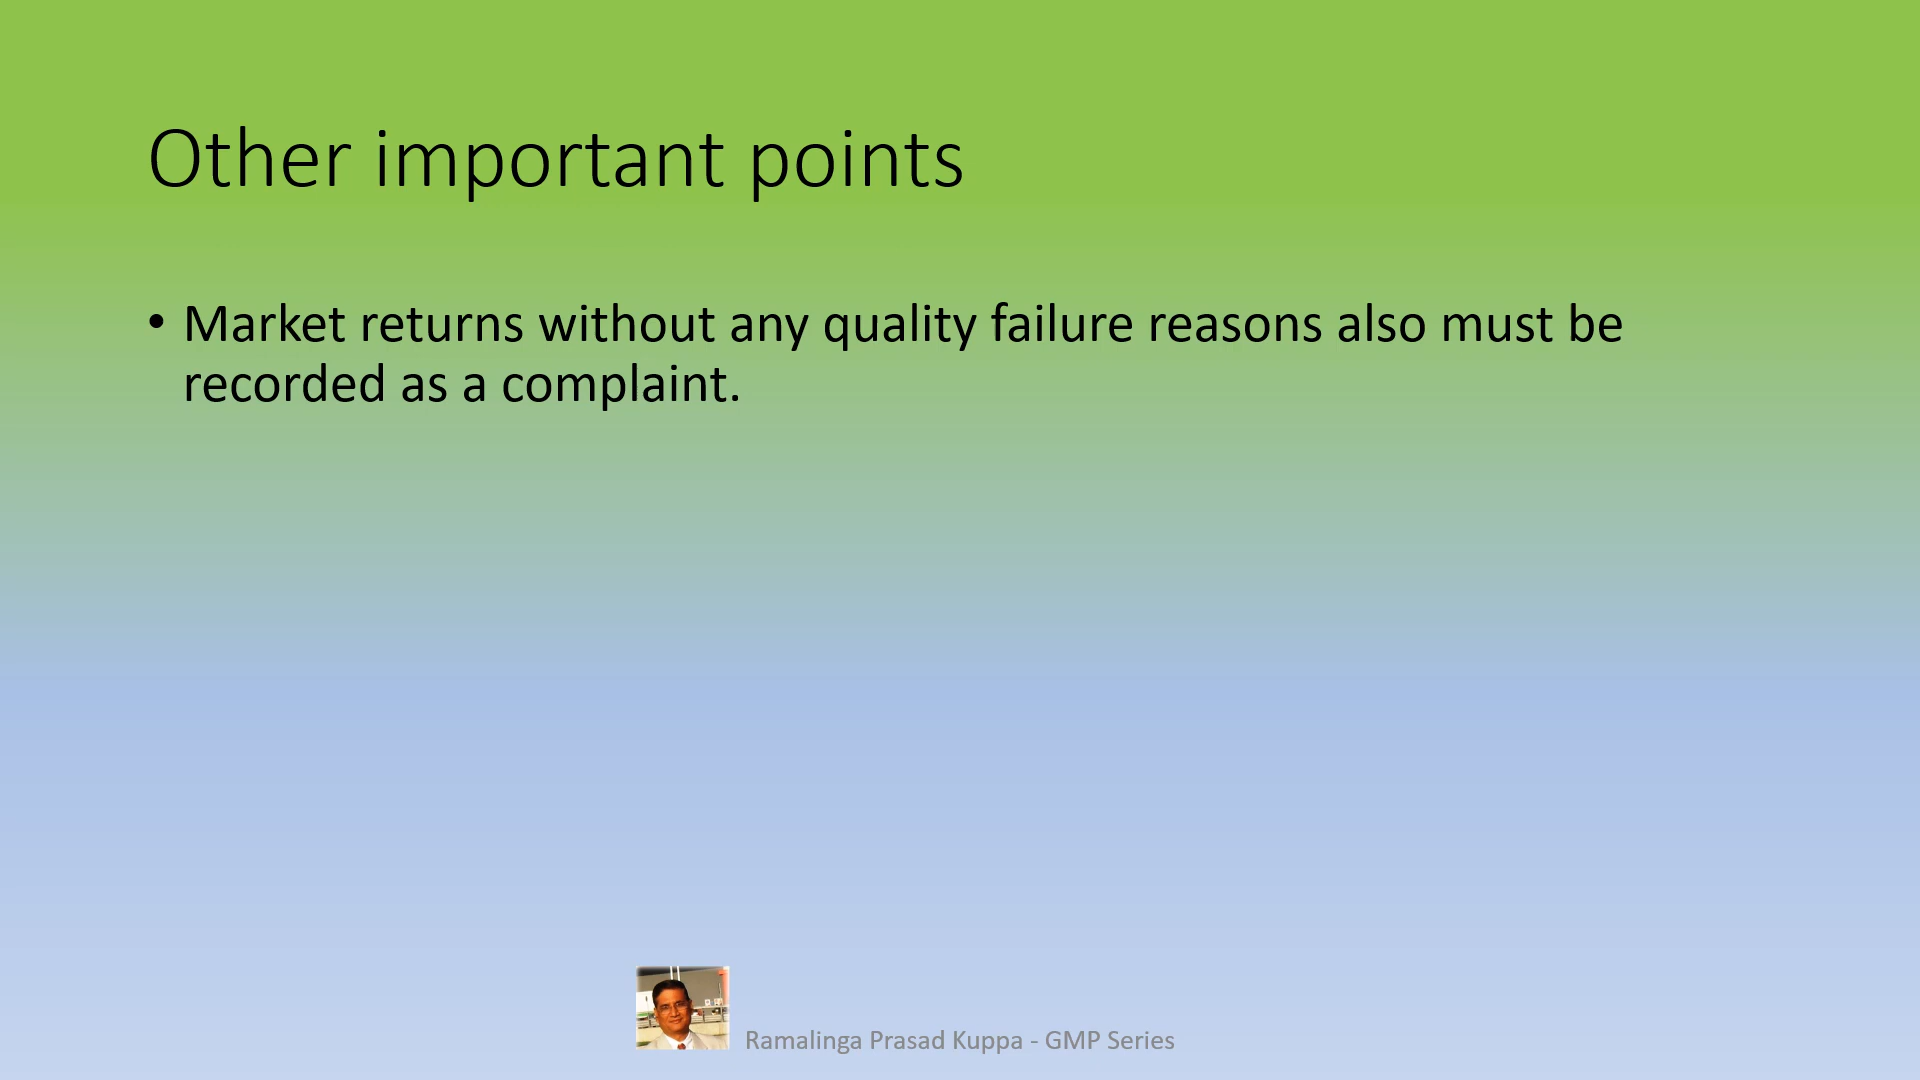 Other important points
• Market returns without any quality failure reasons also must be
recorded as a complaint.
Ramalinga Prasad Kuppa - GMP Series